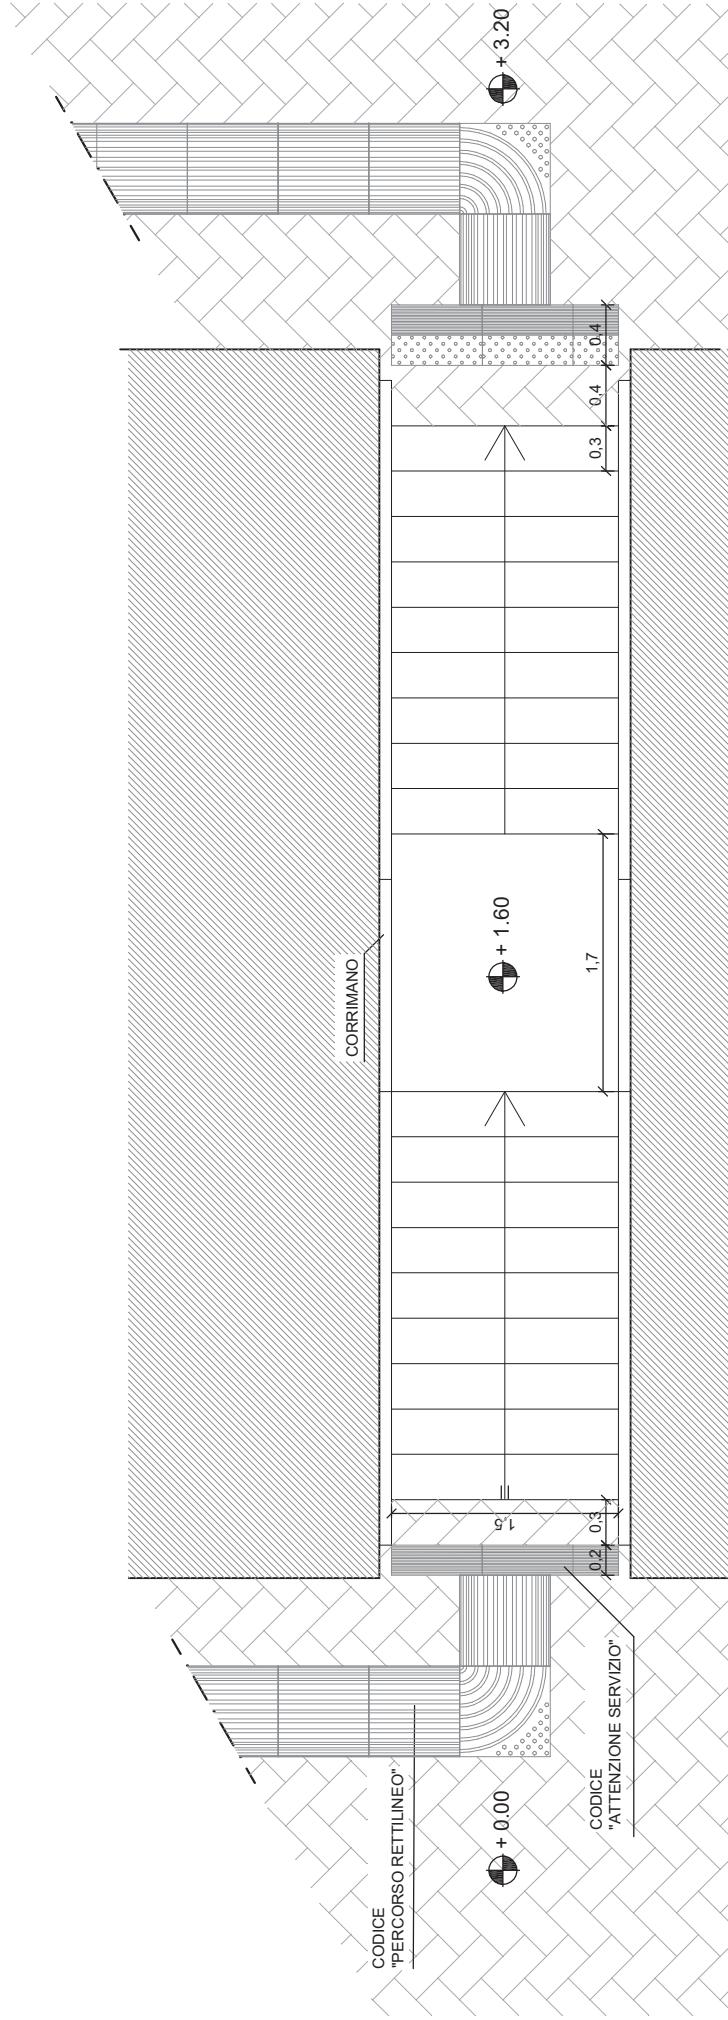 + 3.20
0,4
0,4
0,3
CORRIMANO
+ 1.60
1,7
1,5
0,3
0,2
CODICE
"PERCORSO RETTILINEO"
CODICE
"ATTENZIONE SERVIZIO"
+ 0.00